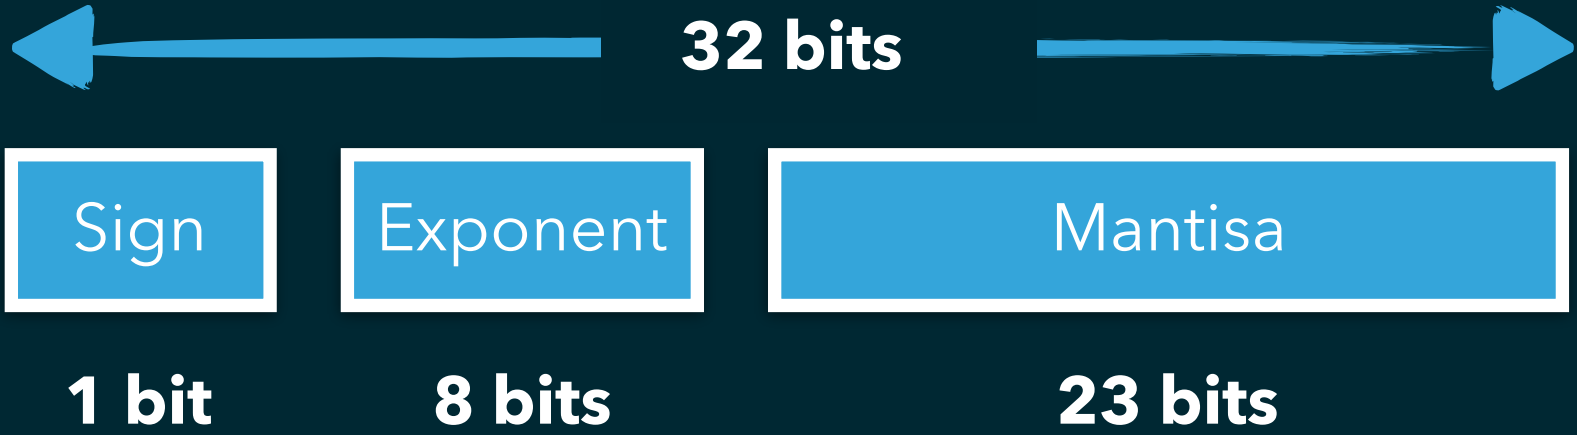 32 bits
Sign Exponent Mantisa
1 bit 8 bits 23 bits